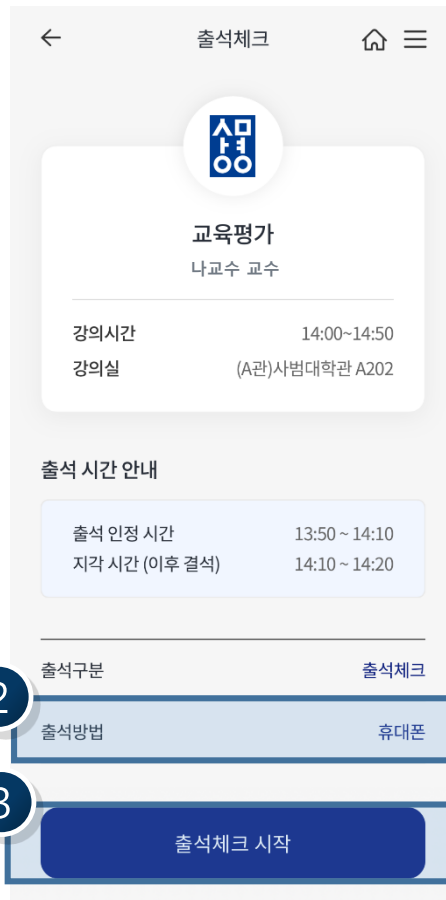 출석체크
상명
교육평가
나교수 교수
강의시간 14:00~14:50
강의실 (A관)사범대학관 A202
출석 시간 안내
출석 인정 시간 13:50 ~ 14:10
지각 시간 (이후 결석) 14:10 ~ 14:20
출석구분 출석체크
2
출석방법 휴대폰
3
출석체크 시작